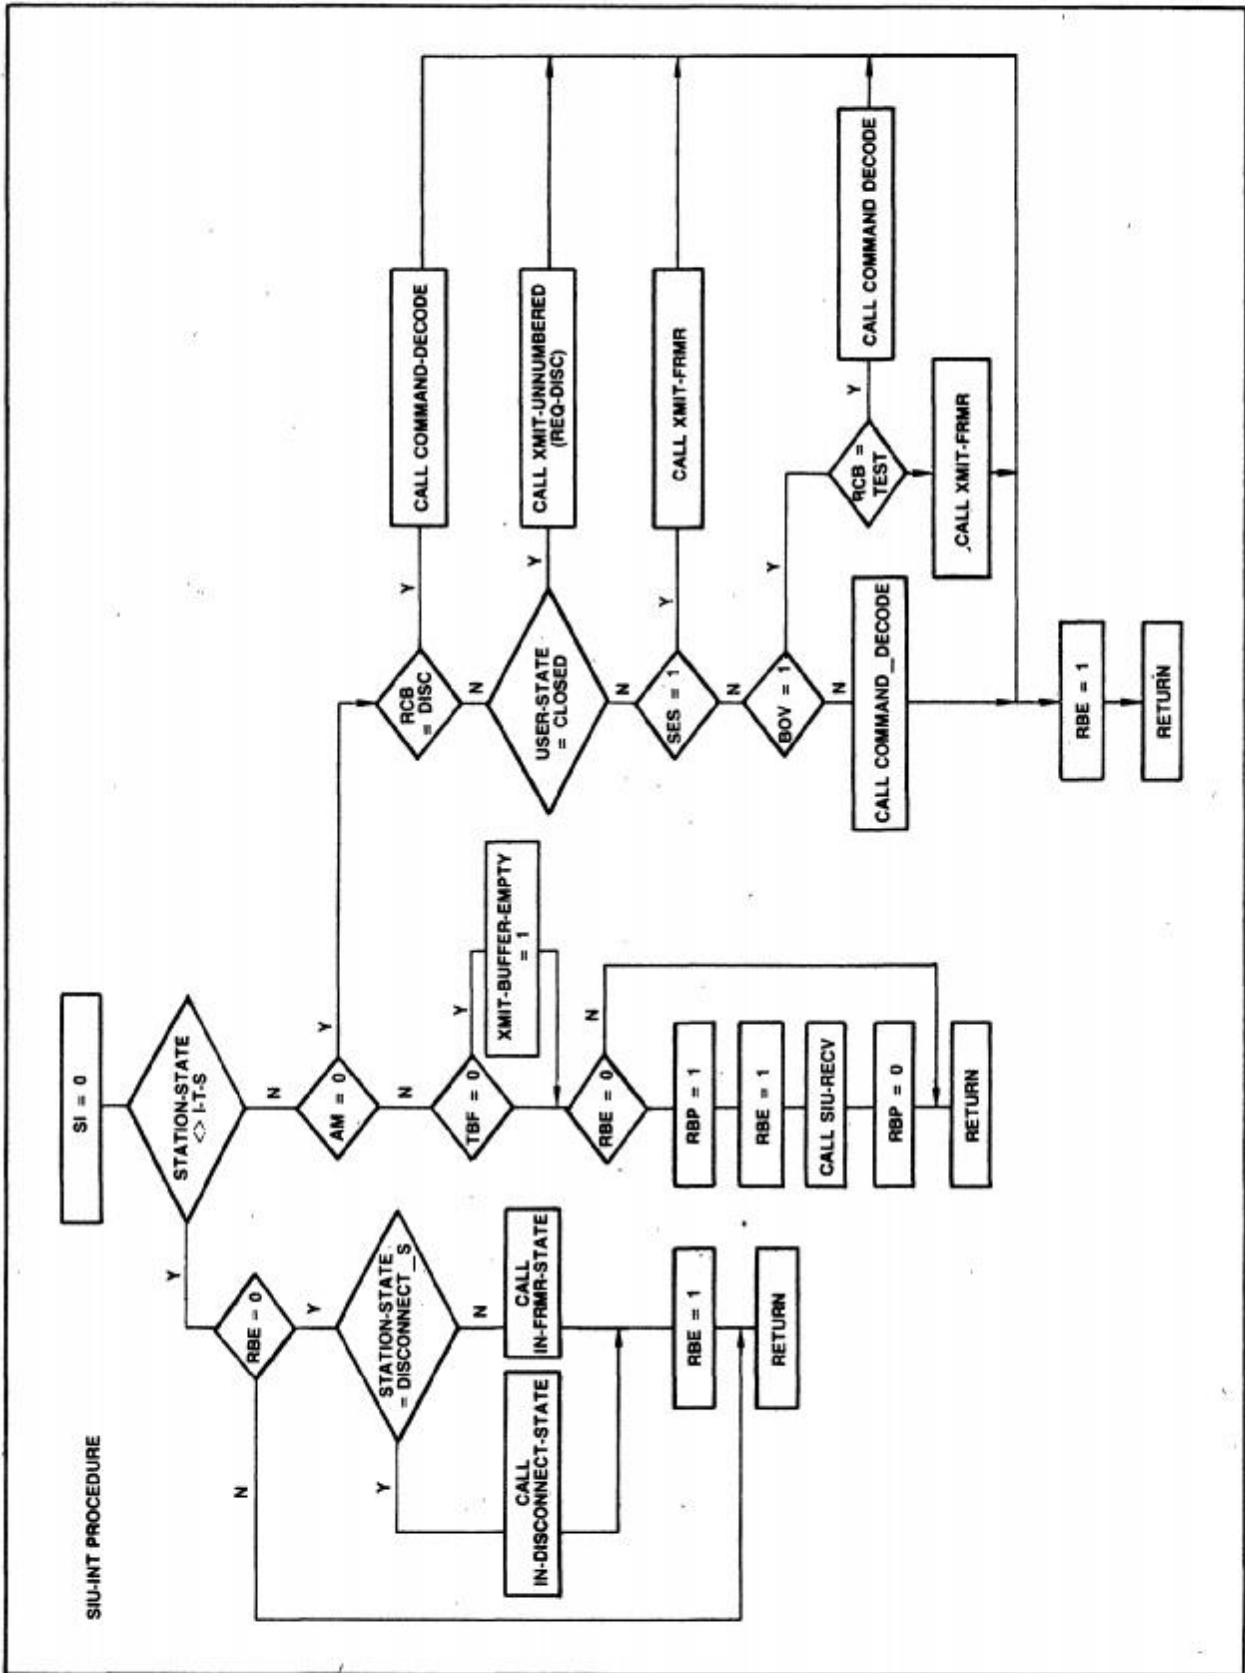 SIU-INT PROCEDURE
SI = 0
STATION-STATE
<> I-T-S
Y
N
RBE = 0
N
Y
STATION-STATE
= DISCONNECT_S
Y
N
CALL
IN-DISCONNECT-STATE
CALL
IN-FRMR-STATE
RBE = 1
RETURN
AM = 0
Y
N
TBF = 0
Y
XMIT-BUFFER-EMPTY
= 1
RBE = 0
N
RBP = 1
RBE = 1
CALL SIU-RECV
RBP = 0
RETURN
RCB
= DISC
Y
CALL COMMAND-DECODE
N
USER-STATE
= CLOSED
Y
CALL XMIT-UNNUMBERED
(REQ-DISC)
N
SES = 1
Y
CALL XMIT-FRMR
N
BOV = 1
Y
RCB =
TEST
Y
CALL COMMAND DECODE
N
CALL COMMAND_DECODE
CALL XMIT-FRMR
RBE = 1
RETURN